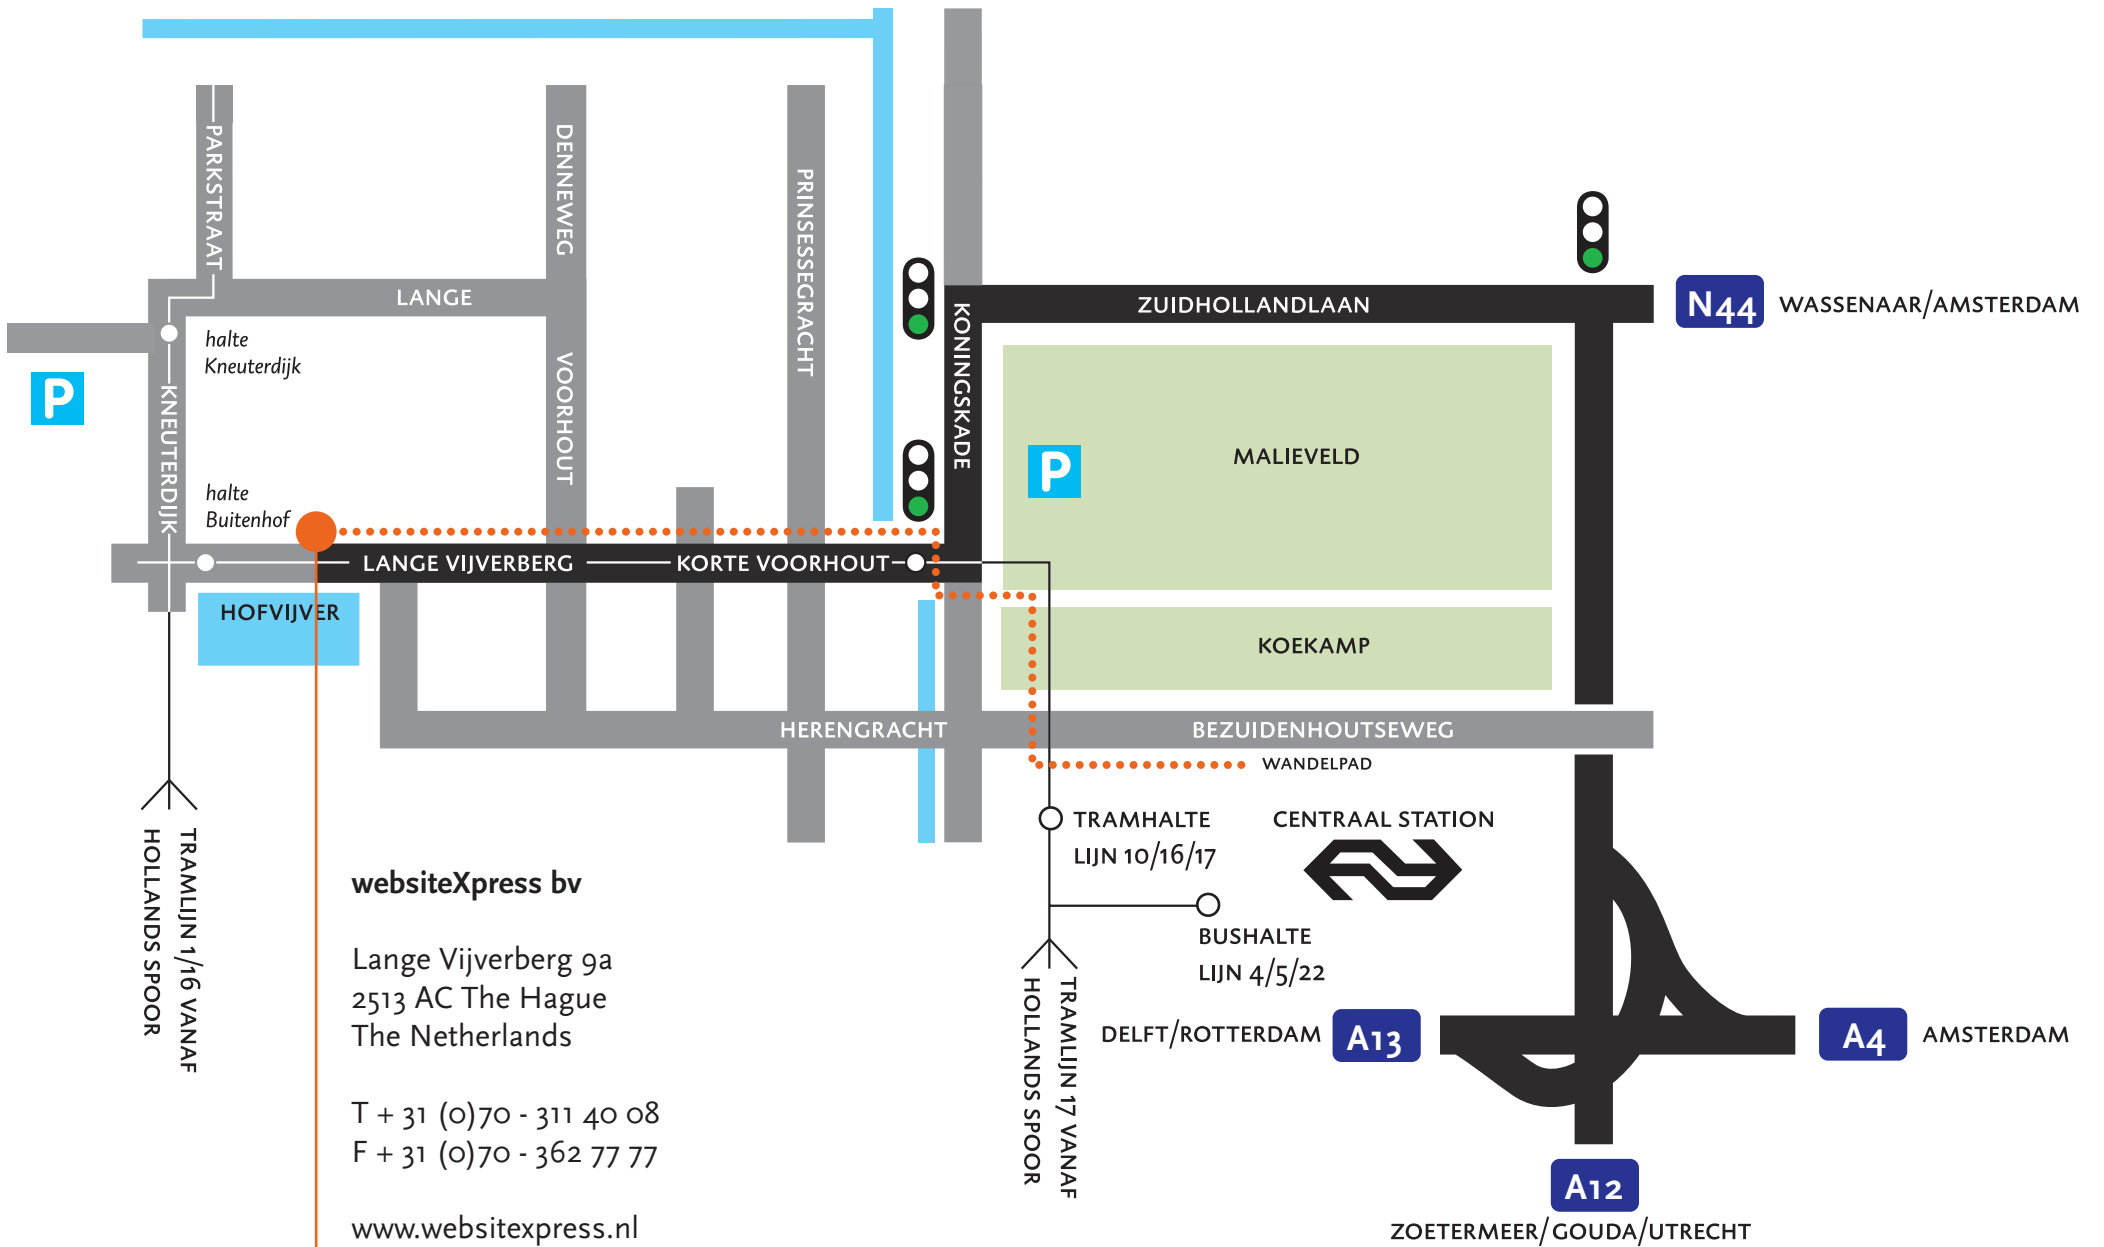 PARKSTRAAT
DENNEWEG
PRINSESSEGRACHT
LANGE
VOORHOUT
KONINGSKADE
ZUIDHOLLANDLAAN
N44
WASSENAAR/AMSTERDAM
halte
Kneuterdijk
P
KNEUTERDIJK
P
MALIEVELD
halte
Buitenhof
LANGE VIJVERBERG
KORTE VOORHOUT
HOFVIJVER
KOEKAMP
HERENGRACHT
BEZUIDENHOUTSEWEG
WANDELPAD
TRAMHALTE
LIJN 10/16/17
CENTRAAL STATION
BUSHALTE
LIJN 4/5/22
TRAMLIJN 1/16 VANAF
HOLLANDS SPOOR
TRAMLIJN 17 VANAF
HOLLANDS SPOOR
DELFT/ROTTERDAM
A13
A4
AMSTERDAM
A12
ZOETERMEER/GOUDA/UTRECHT
websiteXpress bv
Lange Vijverberg 9a
2513 AC The Hague
The Netherlands
T + 31 (0)70 - 311 40 08
F + 31 (0)70 - 362 77 77
www.websitexpress.nl